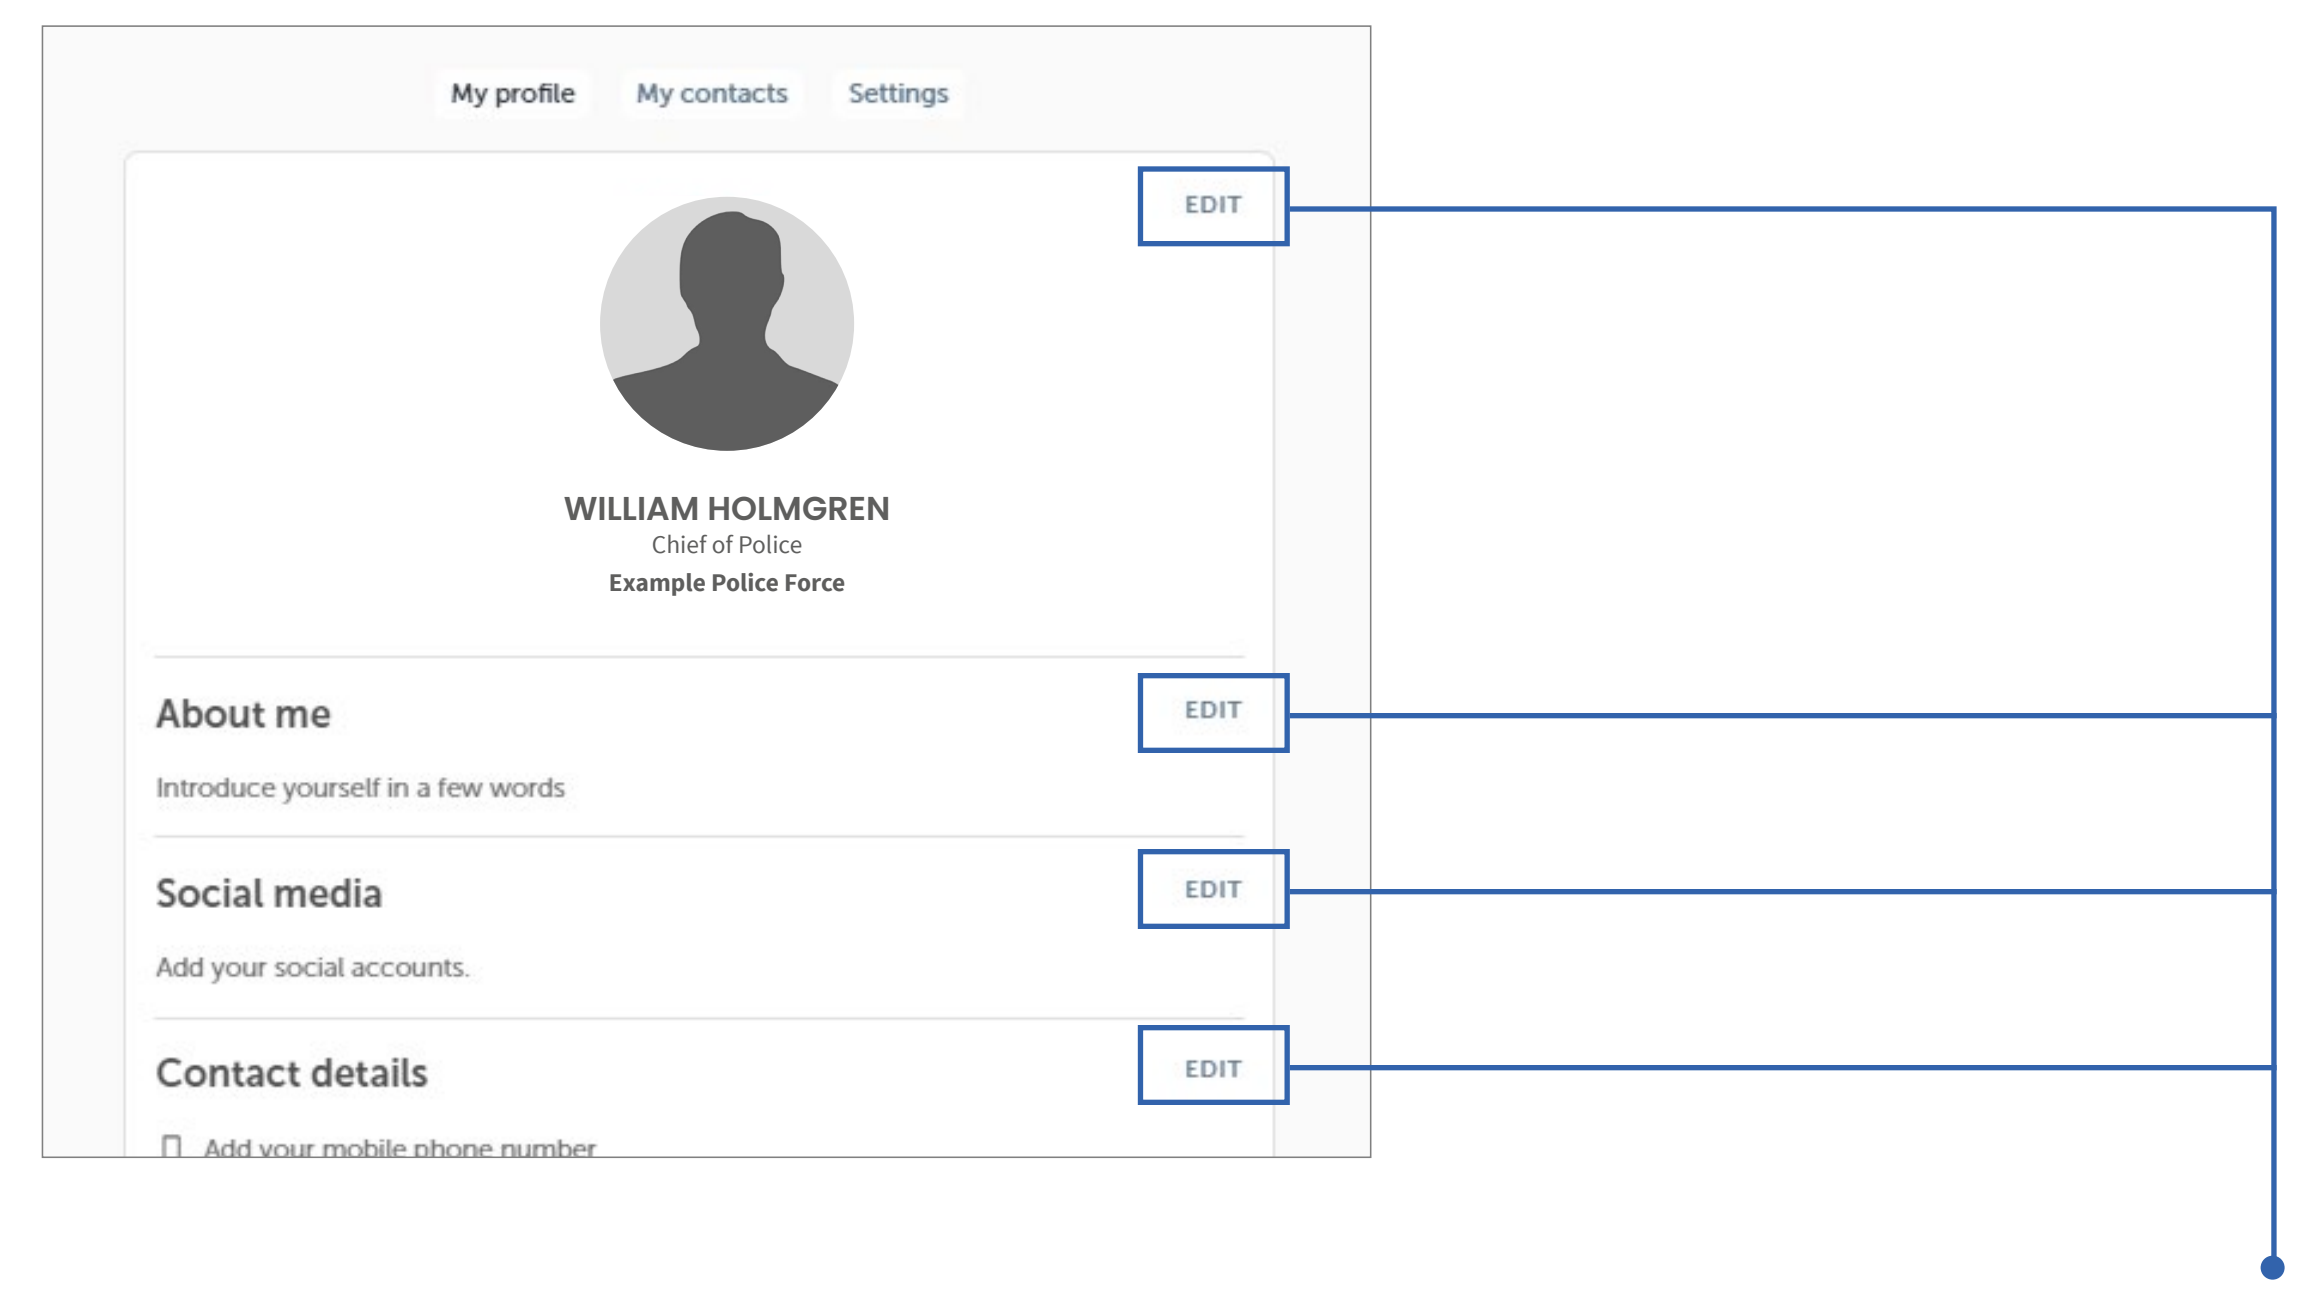 My profile My contacts Settings
EDIT
WILLIAM HOLMGREN
Chief of Police
Example Police Force
About me EDIT
Introduce yourself in a few words
Social media EDIT
Add your social accounts.
Contact details EDIT
Add your mobile phone number